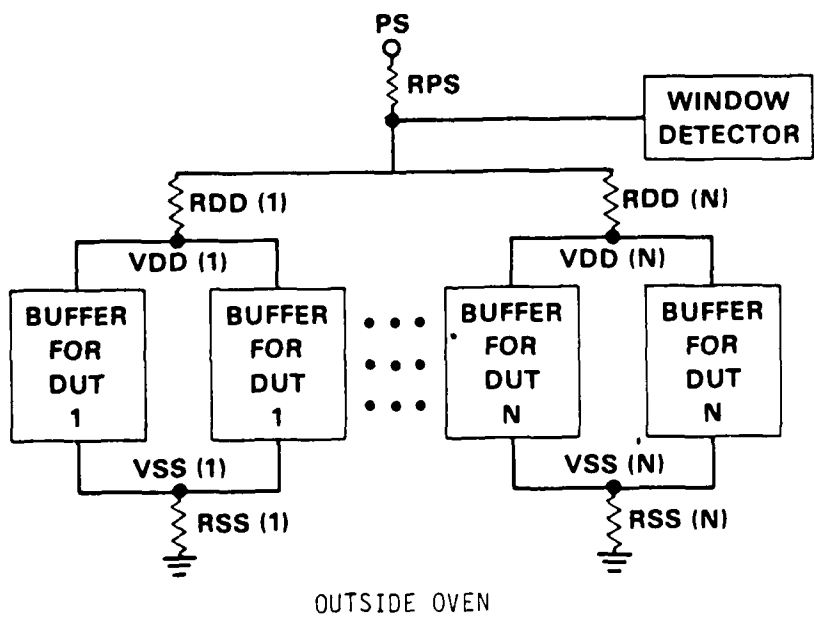 PS
RPS
WINDOW
DETECTOR
RDD (1)
RDD (N)
VDD (1)
VDD (N)
BUFFER
FOR
DUT
1
BUFFER
FOR
DUT
1
BUFFER
FOR
DUT
N
BUFFER
FOR
DUT
N
VSS (1)
VSS (N)
RSS (1)
RSS (N)
OUTSIDE OVEN